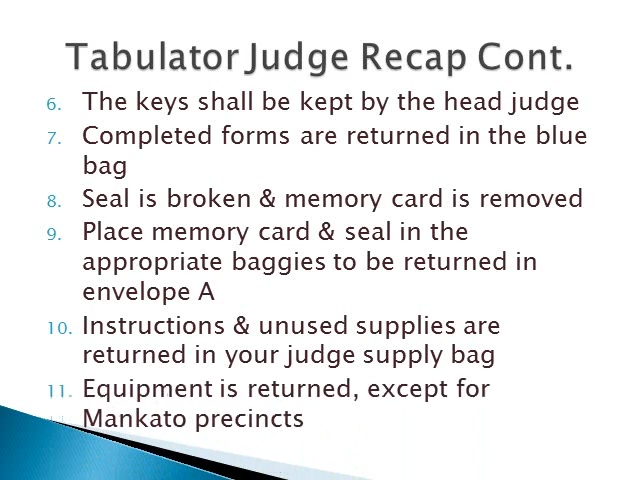 Tabulator Judge Recap Cont.
6. The keys shall be kept by the head judge
7. Completed forms are returned in the blue
bag
8. Seal is broken & memory card is removed
9. Place memory card & seal in the
appropriate baggies to be returned in
envelope A
10. Instructions & unused supplies are
returned in your judge supply bag
11. Equipment is returned, except for
Mankato precincts